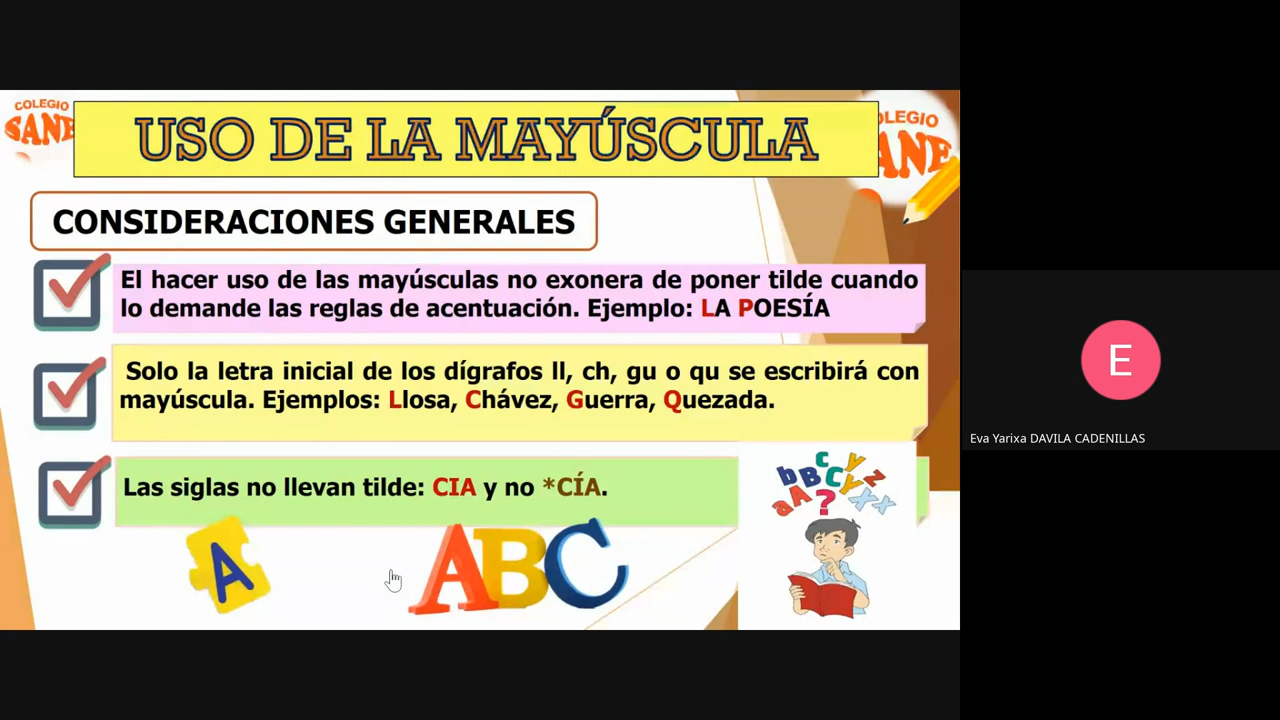 COLEGIO
SANE
USO DE LA MAYÚSCULA
OLEGIO
ANE
CONSIDERACIONES GENERALES
El hacer uso de las mayúsculas no exonera de poner tilde cuando
lo demande las reglas de acentuación. Ejemplo: LA POESÍA
Solo la letra inicial de los dígrafos ll, ch, gu o qu se escribirá con
mayúscula. Ejemplos: Llosa, Chávez, Guerra, Quezada.
Las siglas no llevan tilde: CIA y no *CÍA.
A
ABC
b B c C y z
a A ? c y x x
E
Eva Yarixa DAVILA CADENILLAS